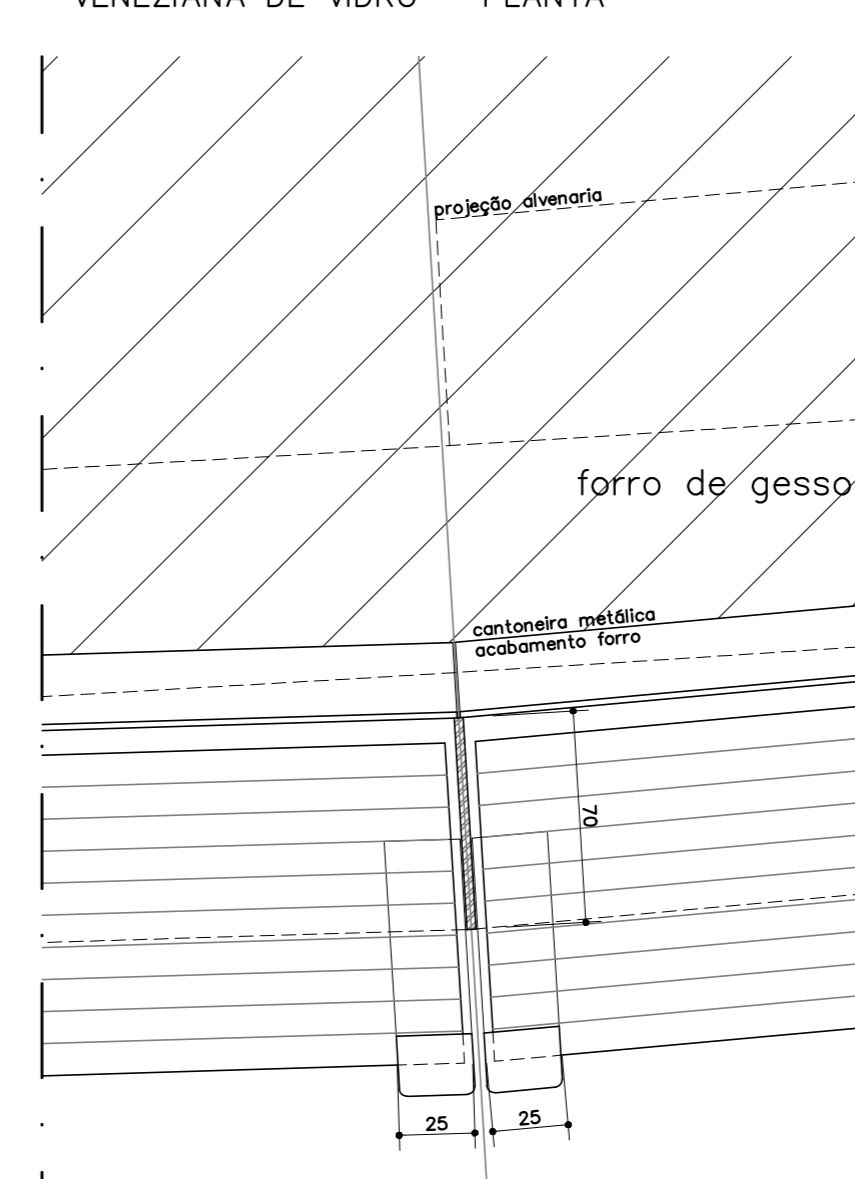 VENEZIANA DE VIDRO PLANTA
projeção alvenaria
forro de gesso
cantoneira metálica
acabamento forro
70
25
25